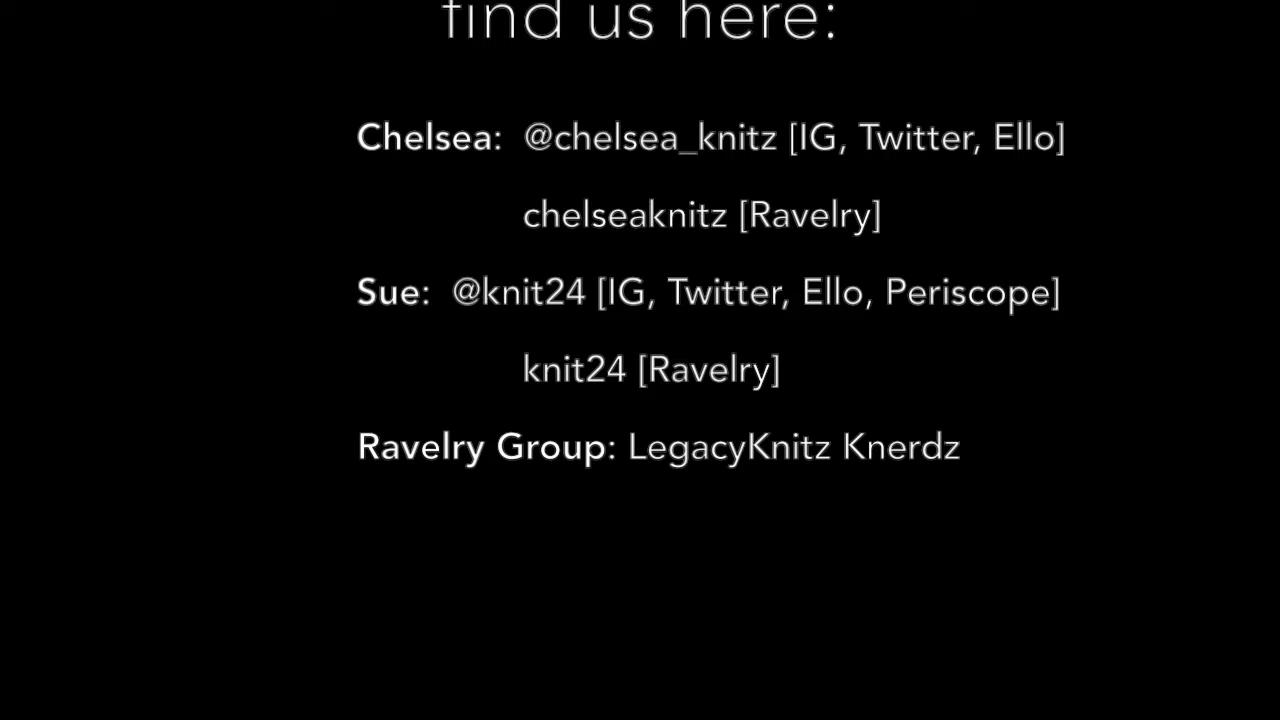 find us here:
Chelsea: @chelsea_knitz [IG, Twitter, Ello]
chelseaknitz [Ravelry]
Sue: @knit24 [IG, Twitter, Ello, Periscope]
knit24 [Ravelry]
Ravelry Group: LegacyKnitz Knerdz